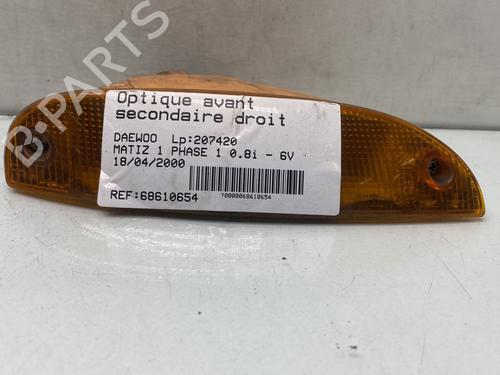 Optique avant
secondaire droit
DAEWOO Lp:207420
MATIZ 1 PHASE 1 0.8i - 6V
18/04/2000
REF:68610654
?0000068610654
B-PARTS